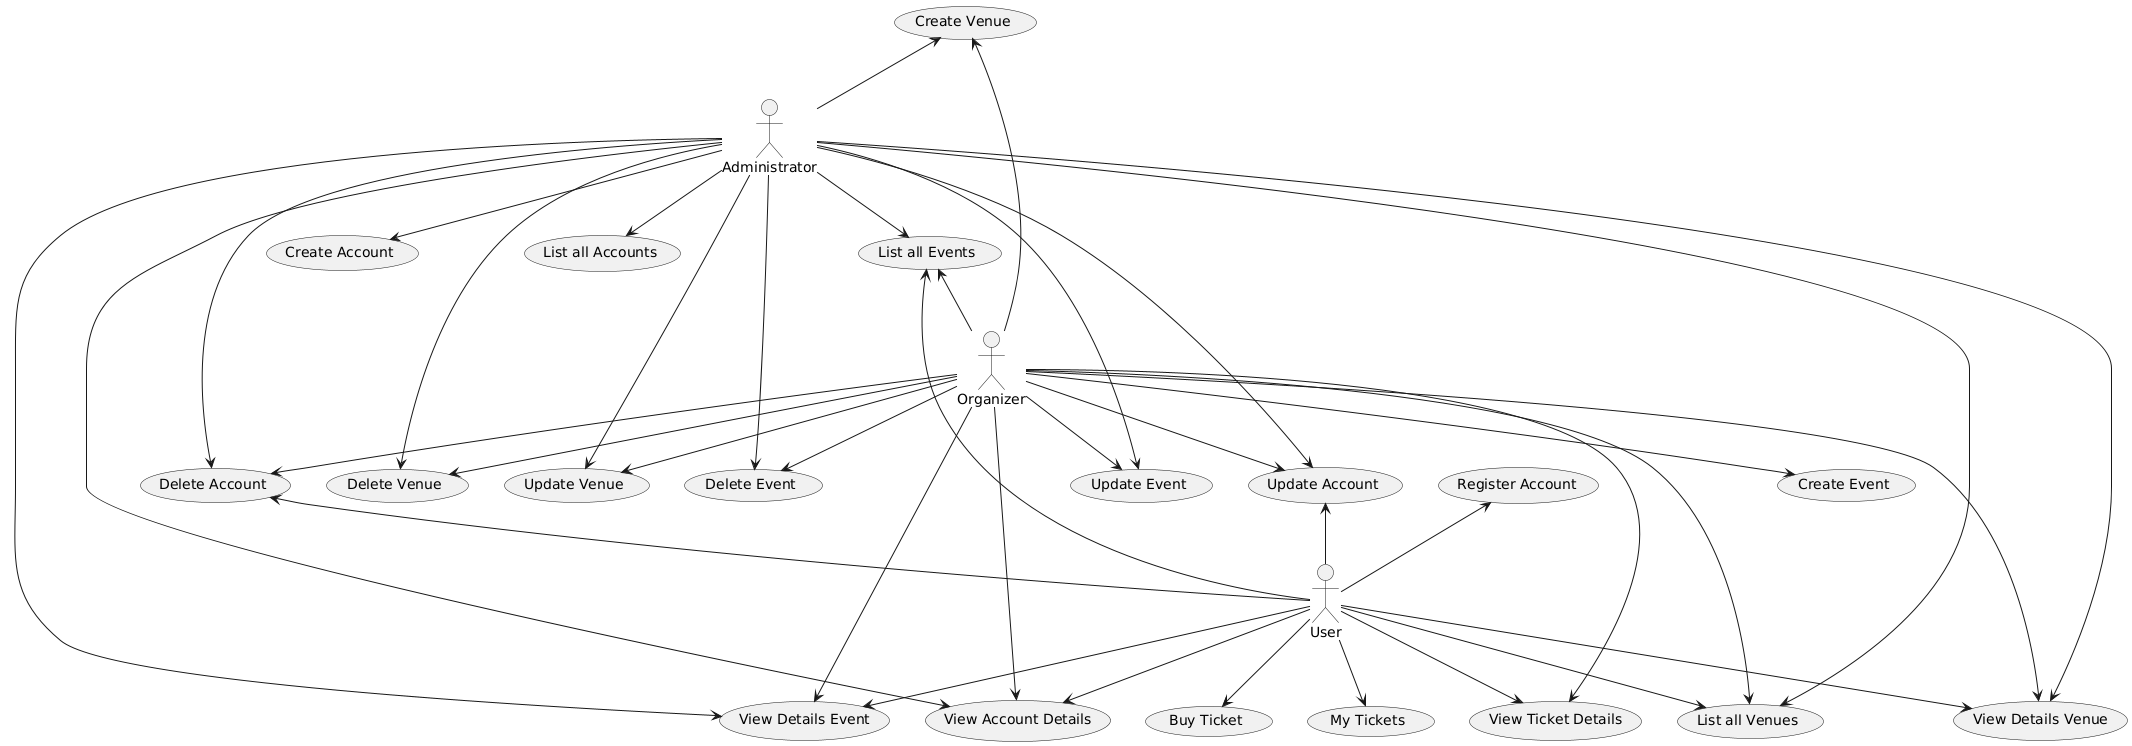 Create Venue
Administrator
Create Account
List all Accounts
List all Events
Organizer
Delete Account
Delete Venue
Update Venue
Delete Event
Update Event
Update Account
Register Account
Create Event
User
View Details Event
View Account Details
Buy Ticket
My Tickets
View Ticket Details
List all Venues
View Details Venue